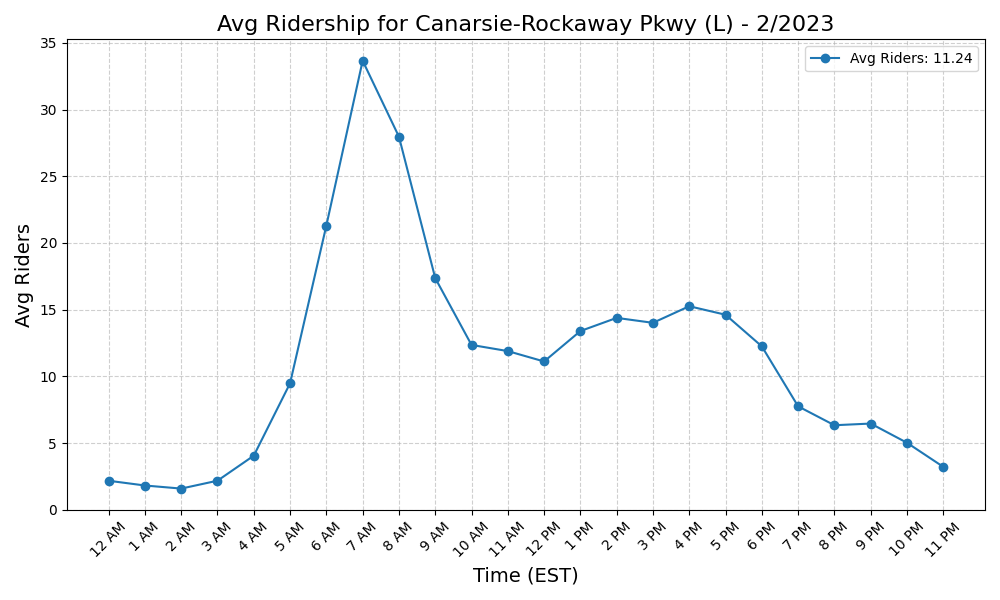 Avg Ridership for Canarsie-Rockaway Pkwy (L) - 2/2023
Avg Riders: 11.24
Avg Riders
35
30
25
20
15
10
5
0
12 AM
1 AM
2 AM
3 AM
4 AM
5 AM
6 AM
7 AM
8 AM
9 AM
10 AM
11 AM
12 PM
1 PM
2 PM
3 PM
4 PM
5 PM
6 PM
7 PM
8 PM
9 PM
10 PM
11 PM
Time (EST)